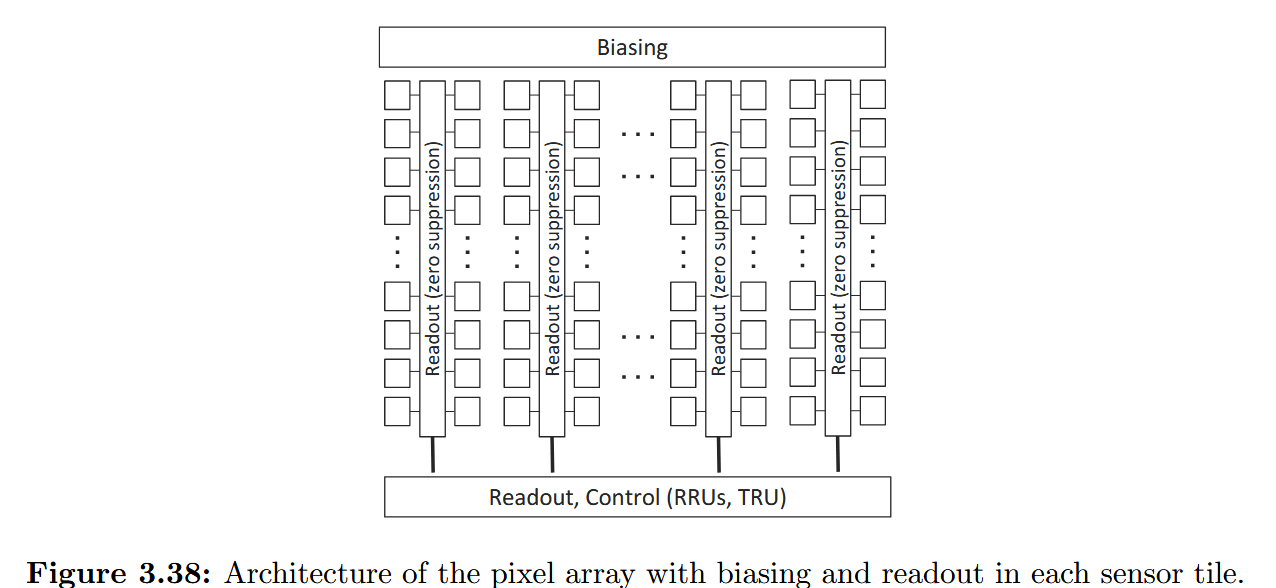 Biasing
Readout (zero suppression)
Readout (zero suppression)
. . .
. . .
Readout (zero suppression)
Readout (zero suppression)
. . .
. . .
Readout, Control (RRUs, TRU)
Figure 3.38: Architecture of the pixel array with biasing and readout in each sensor tile.